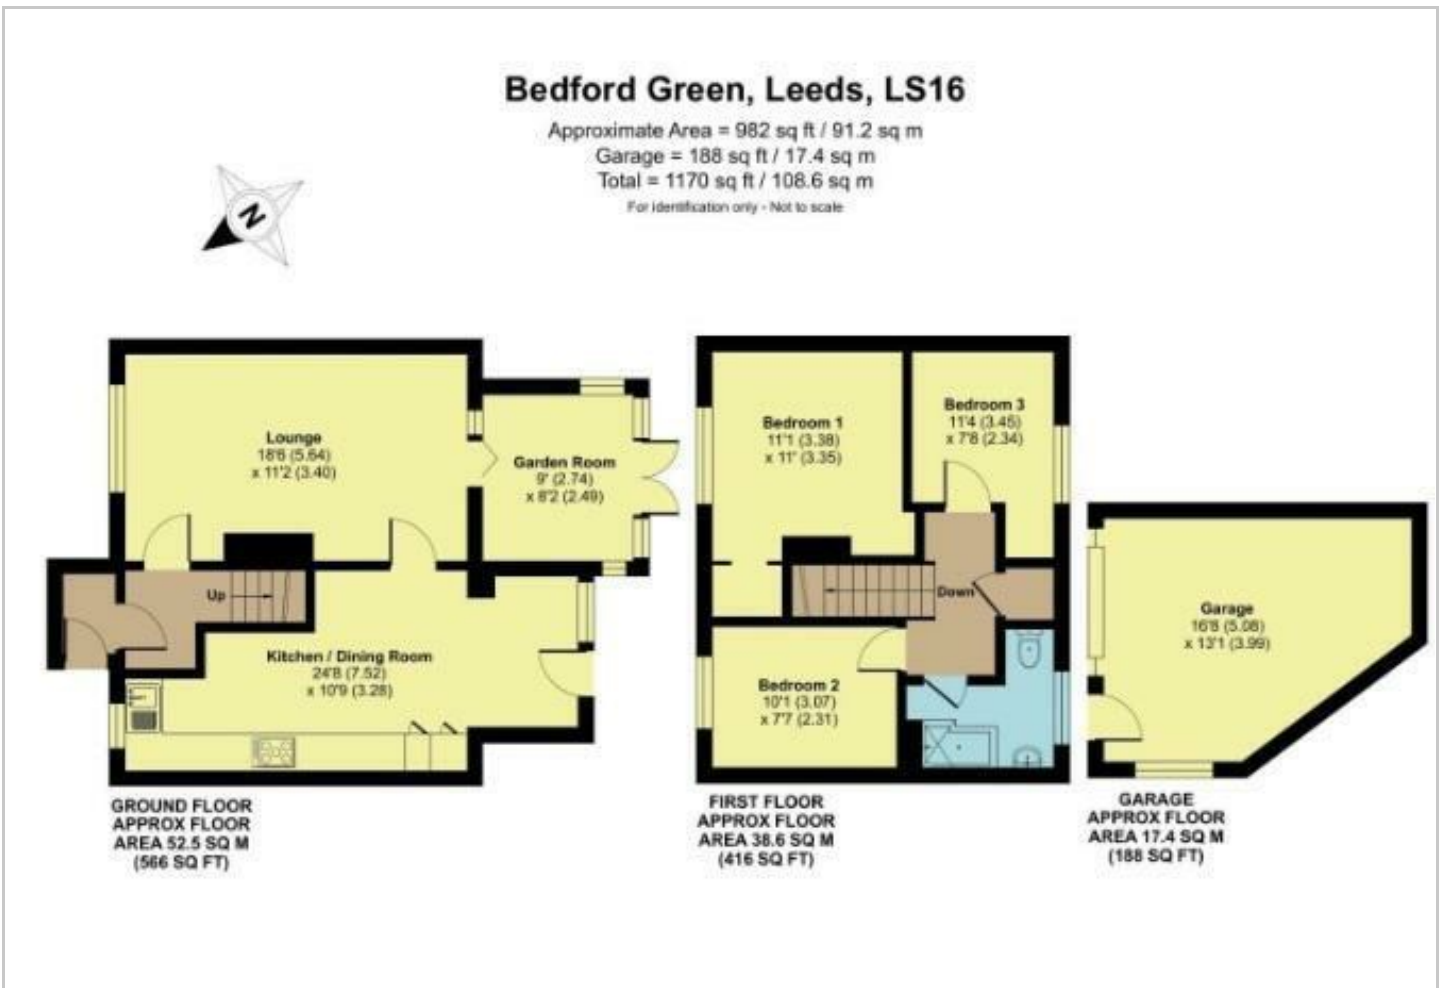 Bedford Green, Leeds, LS16
Approximate Area = 982 sq ft / 91.2 sq m
Garage = 188 sq ft / 17.4 sq m
Total = 1170 sq ft / 108.6 sq m
For identification only - Not to scale
N
Lounge
18'6 (5.64)
x 11'2 (3.40)
Garden Room
9' (2.74)
x 8'2 (2.49)
Up
Kitchen / Dining Room
24'8 (7.52)
x 10'9 (3.28)
GROUND FLOOR
APPROX FLOOR
AREA 52.5 SQ M
(566 SQ FT)
Bedroom 1
11'1 (3.38)
x 11' (3.35)
Bedroom 3
11'4 (3.45)
x 7'8 (2.34)
Down
Bedroom 2
10'1 (3.07)
x 7'7 (2.31)
FIRST FLOOR
APPROX FLOOR
AREA 38.6 SQ M
(416 SQ FT)
Garage
16'8 (5.08)
x 13'1 (3.99)
GARAGE
APPROX FLOOR
AREA 17.4 SQ M
(188 SQ FT)